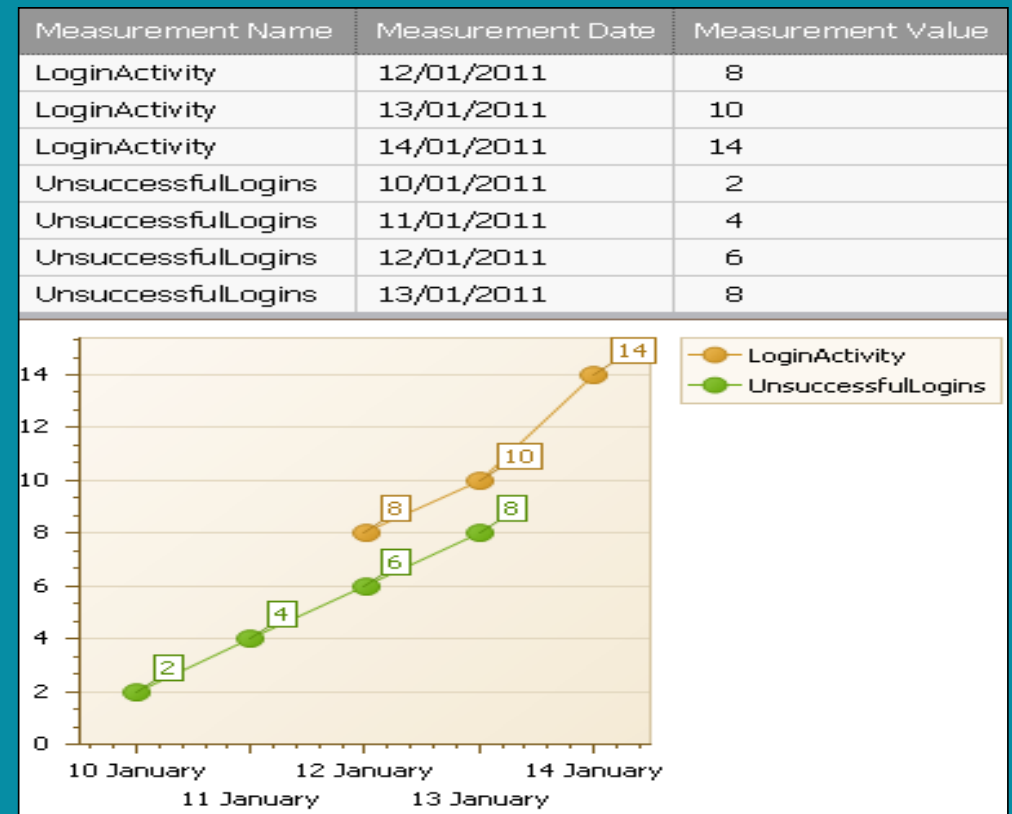 Measurement Name Measurement Date Measurement Value
LoginActivity 12/01/2011 8
LoginActivity 13/01/2011 10
LoginActivity 14/01/2011 14
UnsuccessfulLogins 10/01/2011 2
UnsuccessfulLogins 11/01/2011 4
UnsuccessfulLogins 12/01/2011 6
UnsuccessfulLogins 13/01/2011 8
14
LoginActivity
UnsuccessfulLogins
14
12
10
10
8
8
8
6
6
4
4
2
2
0
10 January 12 January 14 January
11 January 13 January